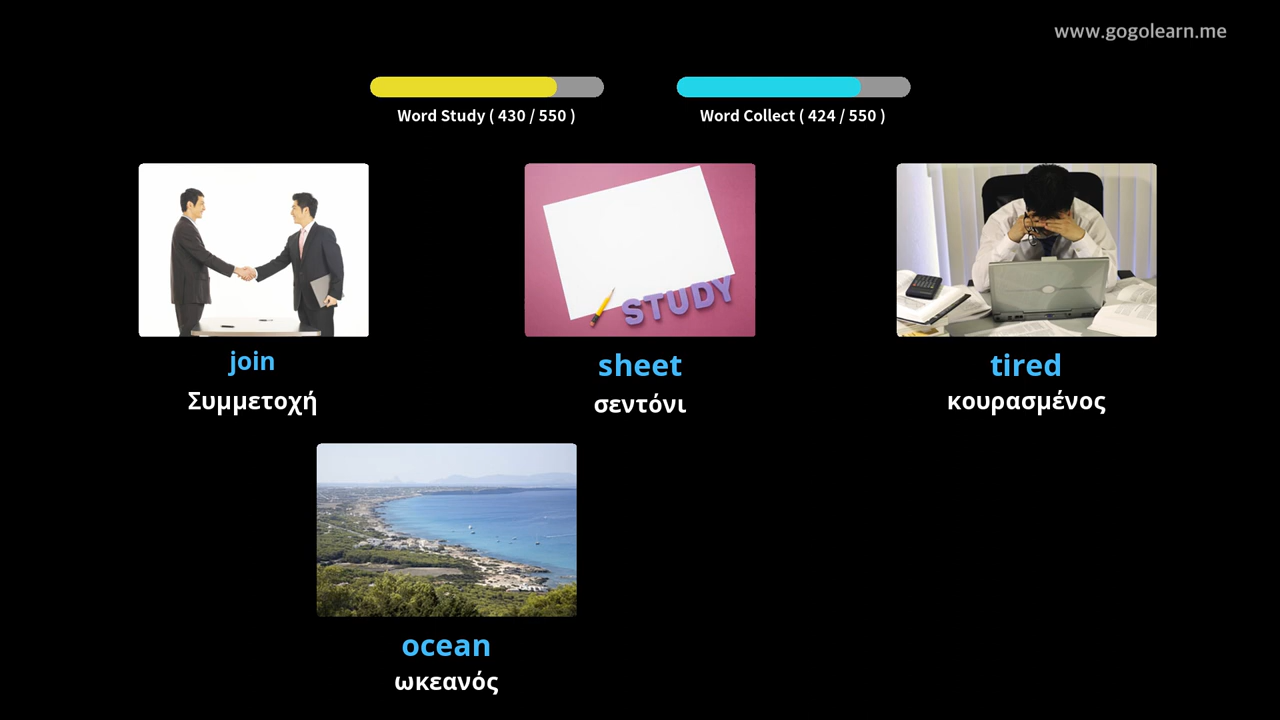 www.gogolearn.me
Word Study ( 430 / 550 )
Word Collect ( 424 / 550 )
STUDY
join
Συμμετοχή
sheet
σεντόνι
tired
κουρασμένος
ocean
ωκεανός